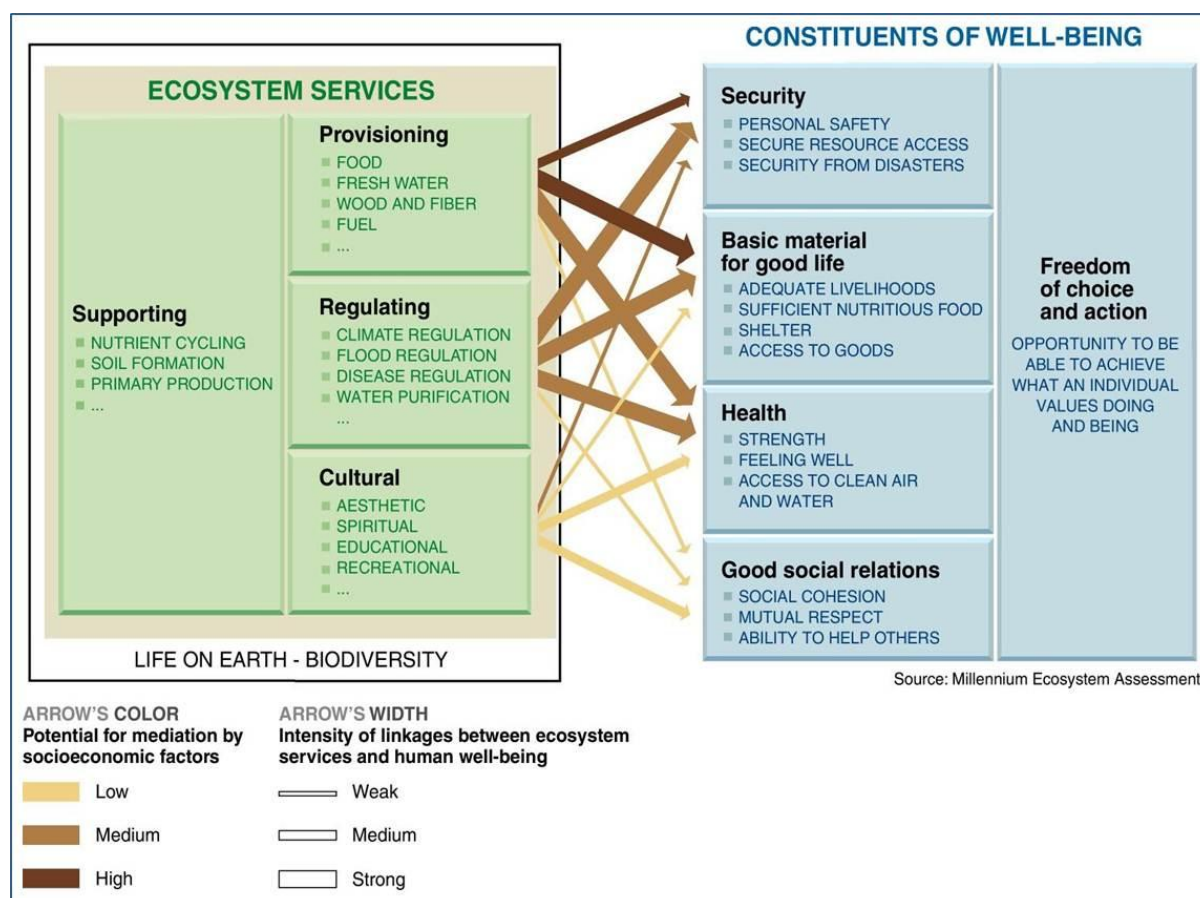 CONSTITUENTS OF WELL-BEING
ECOSYSTEM SERVICES
Supporting
NUTRIENT CYCLING
SOIL FORMATION
PRIMARY PRODUCTION
...
Provisioning
FOOD
FRESH WATER
WOOD AND FIBER
FUEL
...
Regulating
CLIMATE REGULATION
FLOOD REGULATION
DISEASE REGULATION
WATER PURIFICATION
...
Cultural
AESTHETIC
SPIRITUAL
EDUCATIONAL
RECREATIONAL
...
LIFE ON EARTH - BIODIVERSITY
Security
PERSONAL SAFETY
SECURE RESOURCE ACCESS
SECURITY FROM DISASTERS
Basic material
for good life
ADEQUATE LIVELIHOODS
SUFFICIENT NUTRITIOUS FOOD
SHELTER
ACCESS TO GOODS
Health
STRENGTH
FEELING WELL
ACCESS TO CLEAN AIR
AND WATER
Good social relations
SOCIAL COHESION
MUTUAL RESPECT
ABILITY TO HELP OTHERS
Freedom
of choice
and action
OPPORTUNITY TO BE
ABLE TO ACHIEVE
WHAT AN INDIVIDUAL
VALUES DOING
AND BEING
Source: Millennium Ecosystem Assessment
ARROW'S COLOR
Potential for mediation by
socioeconomic factors
Low
Medium
High
ARROW'S WIDTH
Intensity of linkages between ecosystem
services and human well-being
Weak
Medium
Strong